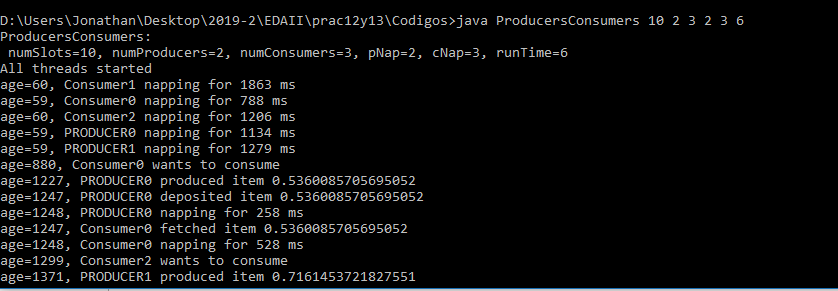 D:\Users\Jonathan\Desktop\2019-2\EDAII\prac12y13\Codigos>java ProducersConsumers 10 2 3 2 3 6
ProducersConsumers:
 numSlots=10, numProducers=2, numConsumers=3, pNap=2, cNap=3, runTime=6
All threads started
age=60, Consumer1 napping for 1863 ms
age=59, Consumer0 napping for 788 ms
age=60, Consumer2 napping for 1206 ms
age=59, PRODUCER0 napping for 1134 ms
age=59, PRODUCER1 napping for 1279 ms
age=880, Consumer0 wants to consume
age=1227, PRODUCER0 produced item 0.5360085705695052
age=1247, PRODUCER0 deposited item 0.5360085705695052
age=1248, PRODUCER0 napping for 258 ms
age=1247, Consumer0 fetched item 0.5360085705695052
age=1248, Consumer0 napping for 528 ms
age=1299, Consumer2 wants to consume
age=1371, PRODUCER1 produced item 0.7161453721827551